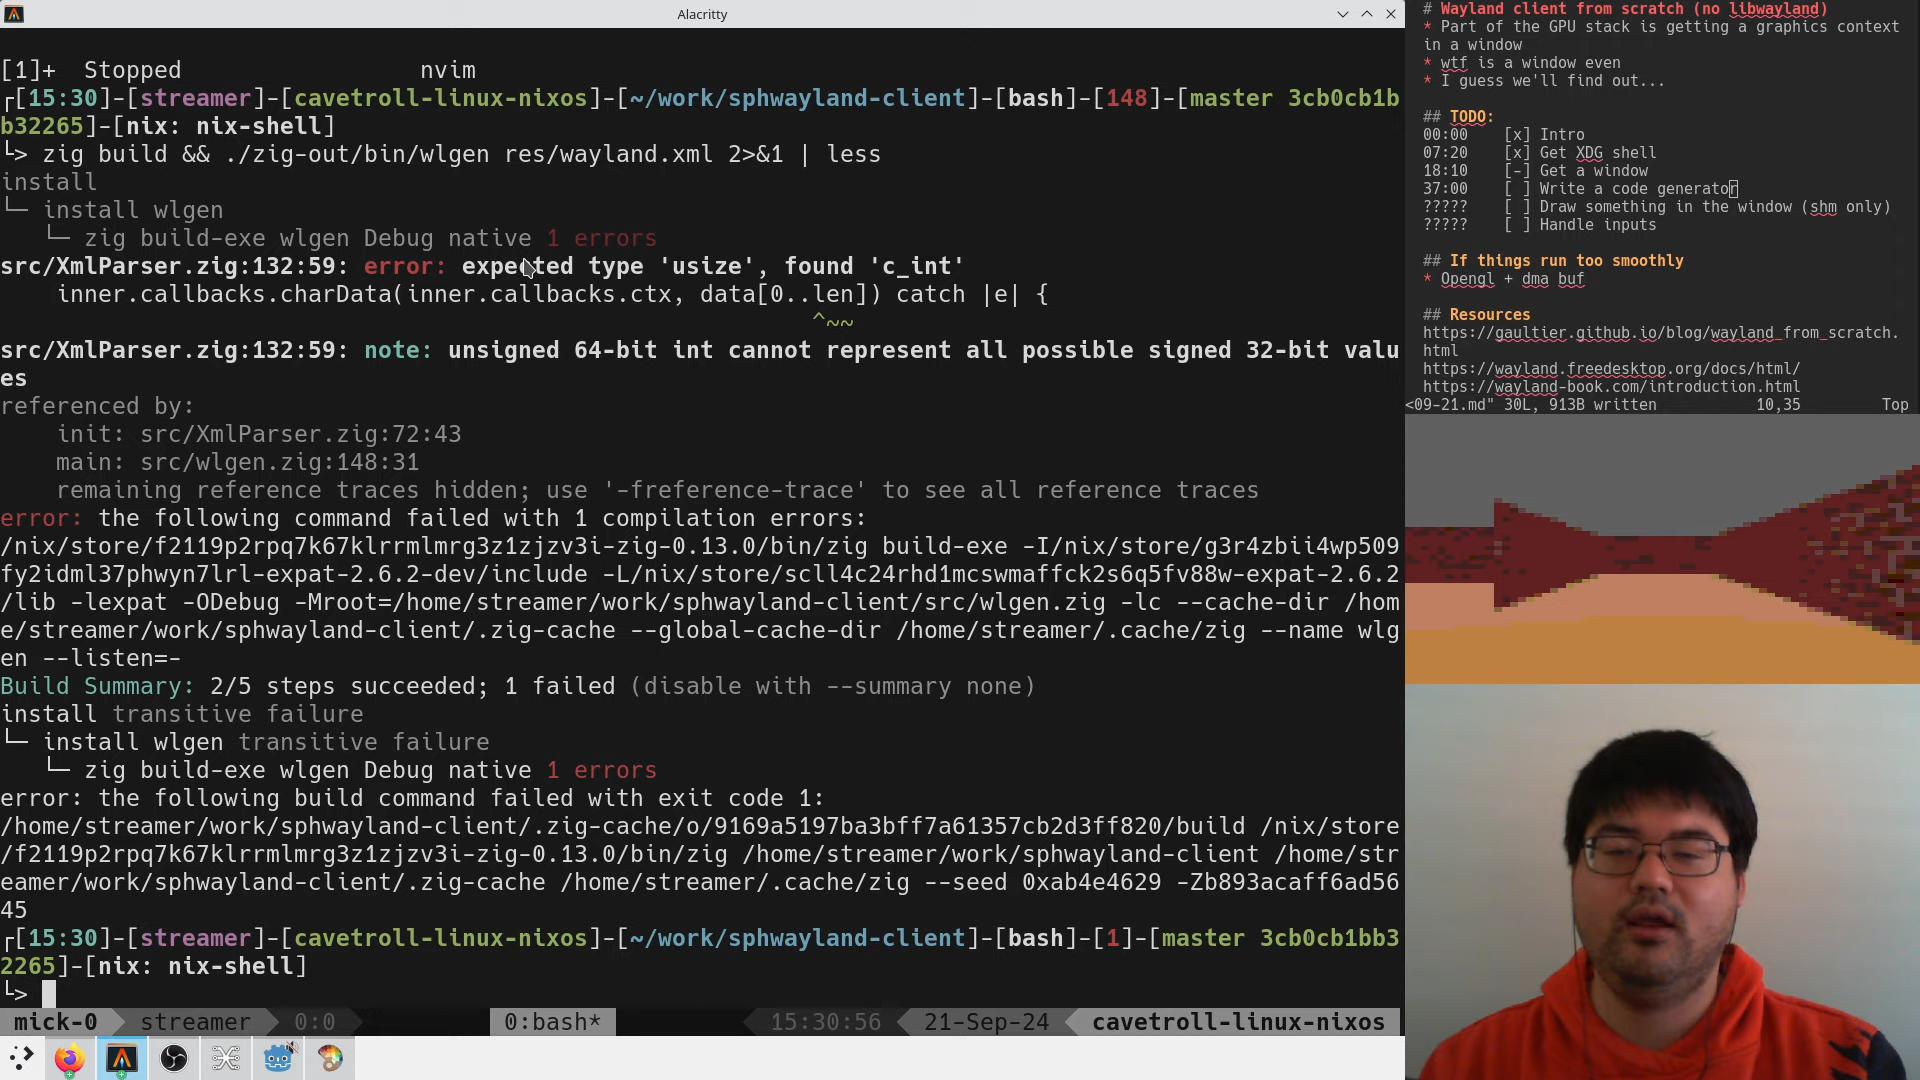 Alacritty
[1]+  Stopped                 nvim
┌[15:30]-[streamer]-[cavetroll-linux-nixos]-[~/work/sphwayland-client]-[bash]-[148]-[master 3cb0cb1b
b32265]-[nix: nix-shell]
└> zig build && ./zig-out/bin/wlgen res/wayland.xml 2>&1 | less
install
└─ install wlgen
   └─ zig build-exe wlgen Debug native 1 errors
src/XmlParser.zig:132:59: error: expected type 'usize', found 'c_int'
    inner.callbacks.charData(inner.callbacks.ctx, data[0..len]) catch |e| {
                                                          ^~~
src/XmlParser.zig:132:59: note: unsigned 64-bit int cannot represent all possible signed 32-bit valu
es
referenced by:
    init: src/XmlParser.zig:72:43
    main: src/wlgen.zig:148:31
    remaining reference traces hidden; use '-freference-trace' to see all reference traces
error: the following command failed with 1 compilation errors:
/nix/store/f2119p2rpq7k67klrrmlmrg3z1zjzv3i-zig-0.13.0/bin/zig build-exe -I/nix/store/g3r4zbii4wp509
fy2idml37phwyn7lrl-expat-2.6.2-dev/include -L/nix/store/scll4c24rhd1mcswmaffck2s6q5fv88w-expat-2.6.2
/lib -lexpat -ODebug -Mroot=/home/streamer/work/sphwayland-client/src/wlgen.zig -lc --cache-dir /hom
e/streamer/work/sphwayland-client/.zig-cache --global-cache-dir /home/streamer/.cache/zig --name wlg
en --listen=-
Build Summary: 2/5 steps succeeded; 1 failed (disable with --summary none)
install transitive failure
└─ install wlgen transitive failure
   └─ zig build-exe wlgen Debug native 1 errors
error: the following build command failed with exit code 1:
/home/streamer/work/sphwayland-client/.zig-cache/o/9169a5197ba3bff7a61357cb2d3ff820/build /nix/store
/f2119p2rpq7k67klrrmlmrg3z1zjzv3i-zig-0.13.0/bin/zig /home/streamer/work/sphwayland-client /home/str
eamer/work/sphwayland-client/.zig-cache /home/streamer/.cache/zig --seed 0xab4e4629 -Zb893acaff6ad56
45
┌[15:30]-[streamer]-[cavetroll-linux-nixos]-[~/work/sphwayland-client]-[bash]-[1]-[master 3cb0cb1bb3
2265]-[nix: nix-shell]
└>
mick-0 streamer 0:0 0:bash* 15:30:56 21-Sep-24 cavetroll-linux-nixos
# Wayland client from scratch (no libwayland)
* Part of the GPU stack is getting a graphics context
in a window
* wtf is a window even
* I guess we'll find out...
## TODO:
00:00    [x] Intro
07:20    [x] Get XDG shell
18:10    [-] Get a window
37:00    [ ] Write a code generator
?????    [ ] Draw something in the window (shm only)
?????    [ ] Handle inputs
## If things run too smoothly
* Opengl + dma buf
## Resources
https://gaultier.github.io/blog/wayland_from_scratch.
html
https://wayland.freedesktop.org/docs/html/
https://wayland-book.com/introduction.html
<09-21.md" 30L, 913B written    10,35    Top